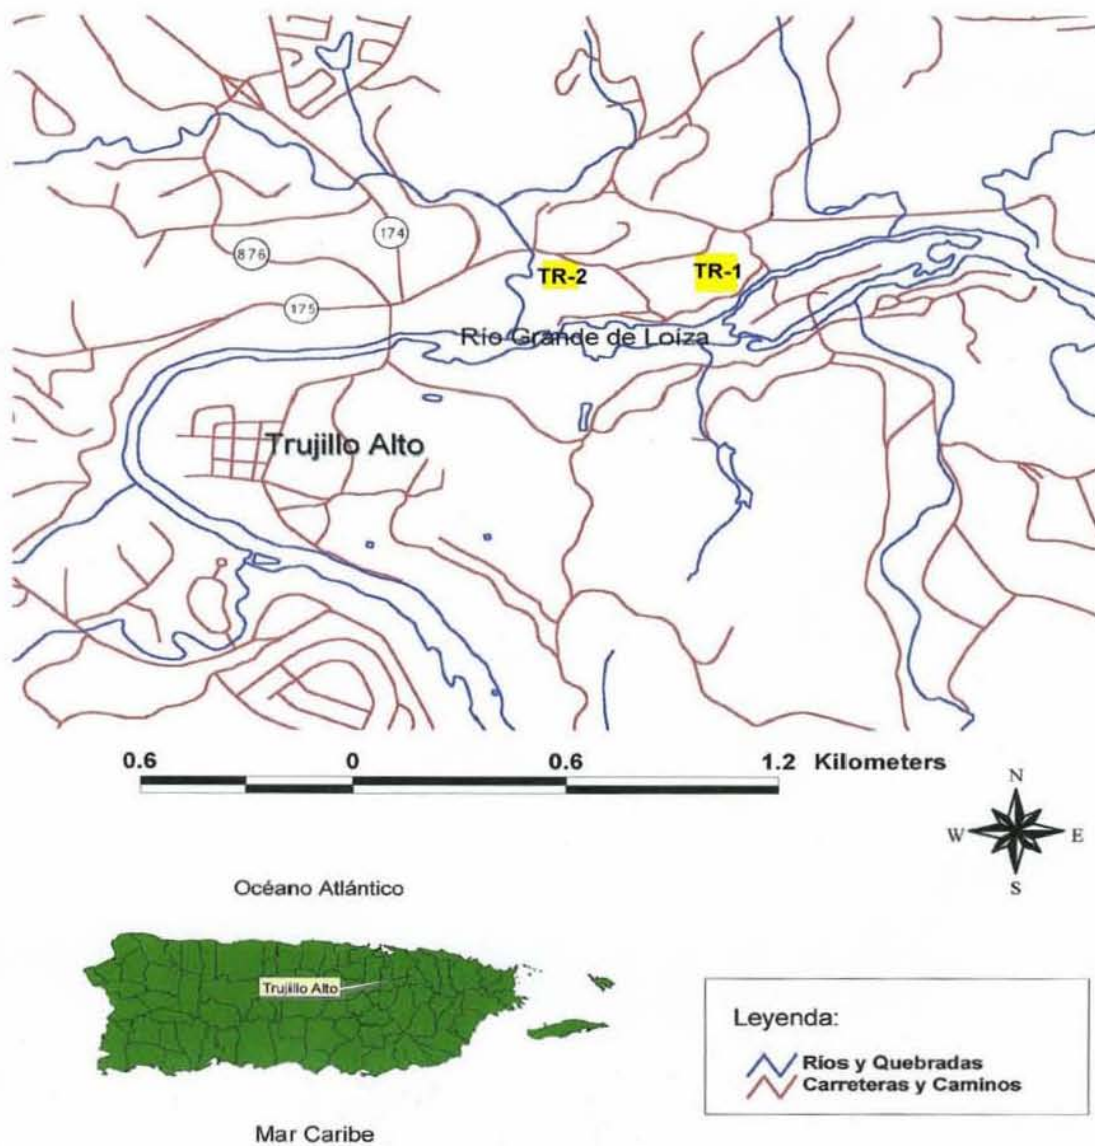 174
876
TR-2
TR-1
175
Río Grande de Loíza
Trujillo Alto
0.6 0 0.6 1.2 Kilometers
N
W E
S
Océano Atlántico
Trujillo Alto
Leyenda:
Ríos y Quebradas
Carreteras y Caminos
Mar Caribe